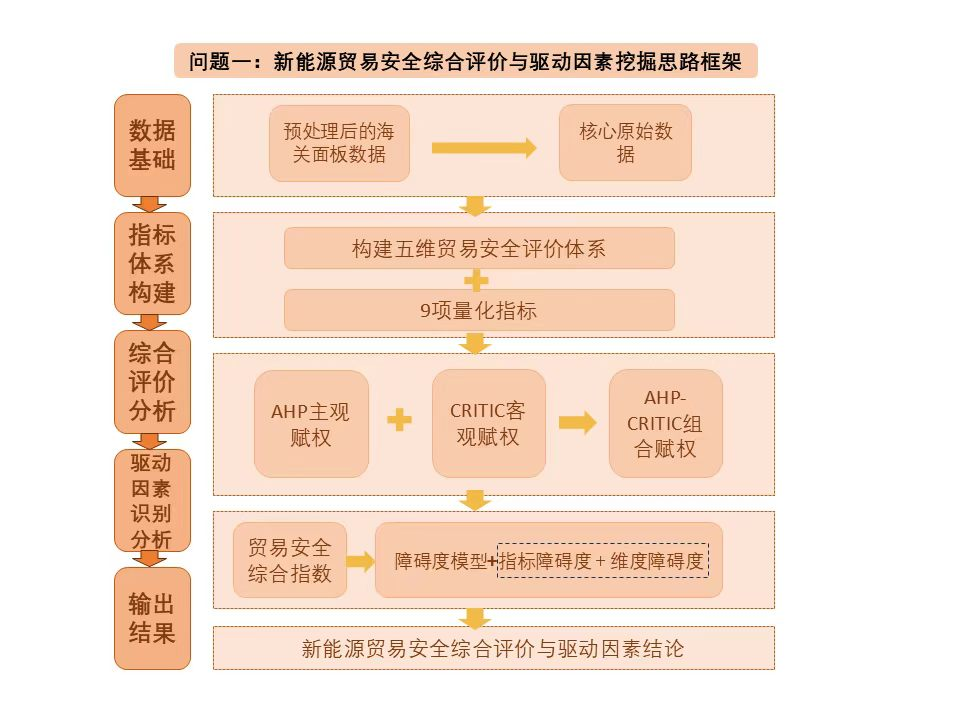 问题一：新能源贸易安全综合评价与驱动因素挖掘思路框架
数据
基础
预处理后的海
关面板数据
核心原始数
据
指标
体系
构建
构建五维贸易安全评价体系
9项量化指标
综合
评价
分析
AHP主观
赋权
CRITIC客
观赋权
AHP-
CRITIC组
合赋权
驱动
因素
识别
分析
贸易安全
综合指数
障碍度模型+指标障碍度+维度障碍度
输出
结果
新能源贸易安全综合评价与驱动因素结论